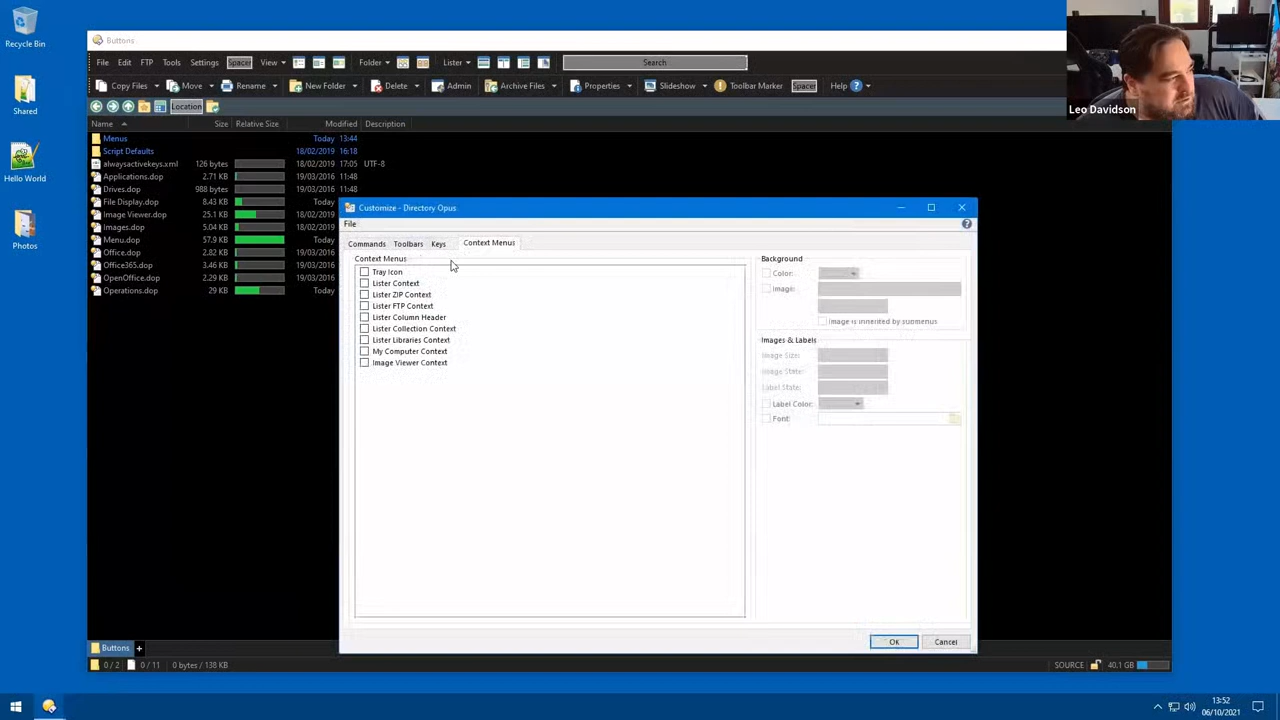 Recycle Bin
Shared
Hello World
Photos
Buttons
File Edit FTP Tools Settings Spacer View Folder Lister Search
Copy Files Move Rename New Folder Delete Admin Archive Files Properties Slideshow Toolbar Marker Spacer Help
Location
Name Size Relative Size Modified Description
Menus Today 13:44
Script Defaults 18/02/2019 16:18
alwaysactivekeys.xml 126 bytes 18/02/2019 17:05 UTF-8
Applications.dop 2.71 KB 19/03/2016 11:48
Drives.dop 988 bytes 19/03/2016 11:48
File Display.dop 8.43 KB Today
Image Viewer.dop 25.1 KB 18/02/2019
Images.dop 5.04 KB 18/02/2019
Menu.dop 57.9 KB Today
Office.dop 2.82 KB 19/03/2016
Office365.dop 3.46 KB 19/03/2016
OpenOffice.dop 2.29 KB 19/03/2016
Operations.dop 29 KB Today
Leo Davidson
Customize - Directory Opus
File
Commands Toolbars Keys Context Menus
Context Menus
Tray Icon
Lister Context
Lister ZIP Context
Lister FTP Context
Lister Column Header
Lister Collection Context
Lister Libraries Context
My Computer Context
Image Viewer Context
Background
Color:
Image:
Image is inherited by submenus
Images & Labels
Image Size:
Image State:
Label State:
Label Color:
Font:
OK Cancel
Buttons
0 / 2 0 / 11 0 bytes / 138 KB SOURCE 40.1 GB
13:52
06/10/2021